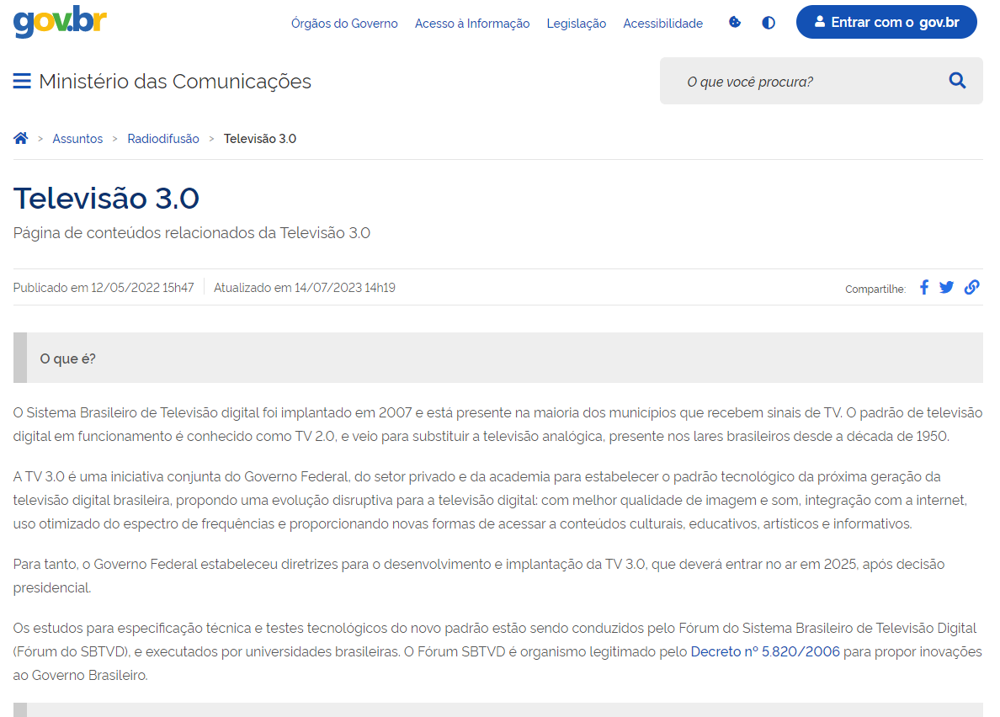 gov.br
Órgãos do Governo Acesso à Informação Legislação Acessibilidade Entrar com o gov.br
Ministério das Comunicações
O que você procura?
> Assuntos > Radiodifusão > Televisão 3.0
Televisão 3.0
Página de conteúdos relacionados da Televisão 3.0
Publicado em 12/05/2022 15h47 Atualizado em 14/07/2023 14h19 Compartilhe:
O que é?
O Sistema Brasileiro de Televisão digital foi implantado em 2007 e está presente na maioria dos municípios que recebem sinais de TV. O padrão de televisão
digital em funcionamento é conhecido como TV 2.0, e veio para substituir a televisão analógica, presente nos lares brasileiros desde a década de 1950.
A TV 3.0 é uma iniciativa conjunta do Governo Federal, do setor privado e da academia para estabelecer o padrão tecnológico da próxima geração da
televisão digital brasileira, propondo uma evolução disruptiva para a televisão digital: com melhor qualidade de imagem e som, integração com a internet,
uso otimizado do espectro de frequências e proporcionando novas formas de acessar a conteúdos culturais, educativos, artísticos e informativos.
Para tanto, o Governo Federal estabeleceu diretrizes para o desenvolvimento e implantação da TV 3.0, que deverá entrar no ar em 2025, após decisão
presidencial.
Os estudos para especificação técnica e testes tecnológicos do novo padrão estão sendo conduzidos pelo Fórum do Sistema Brasileiro de Televisão Digital
(Fórum do SBTVD), e executados por universidades brasileiras. O Fórum SBTVD é organismo legitimado pelo Decreto nº 5.820/2006 para propor inovações
ao Governo Brasileiro.